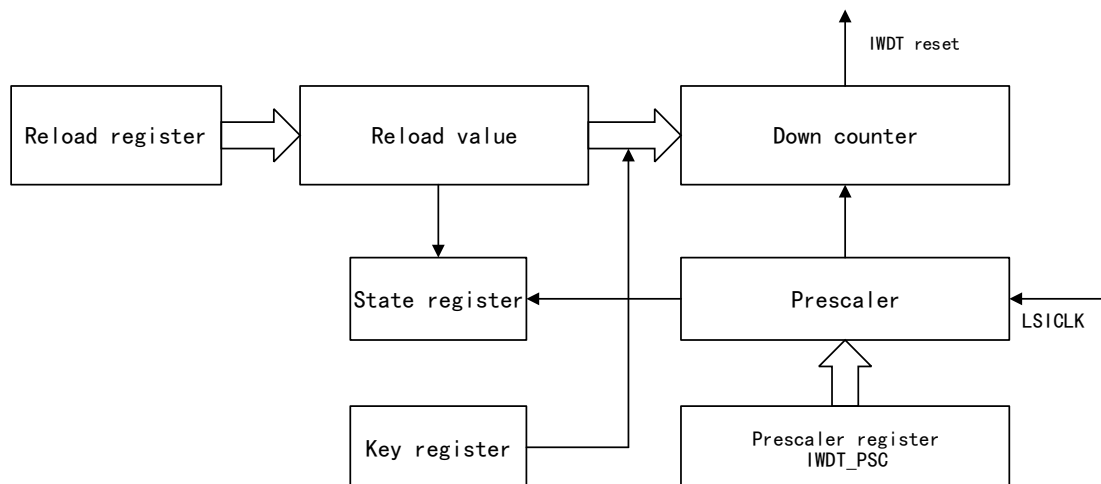 IWDT reset
Reload register
Reload value
Down counter
State register
Prescaler
LSICLK
Key register
Prescaler register
IWDT_PSC